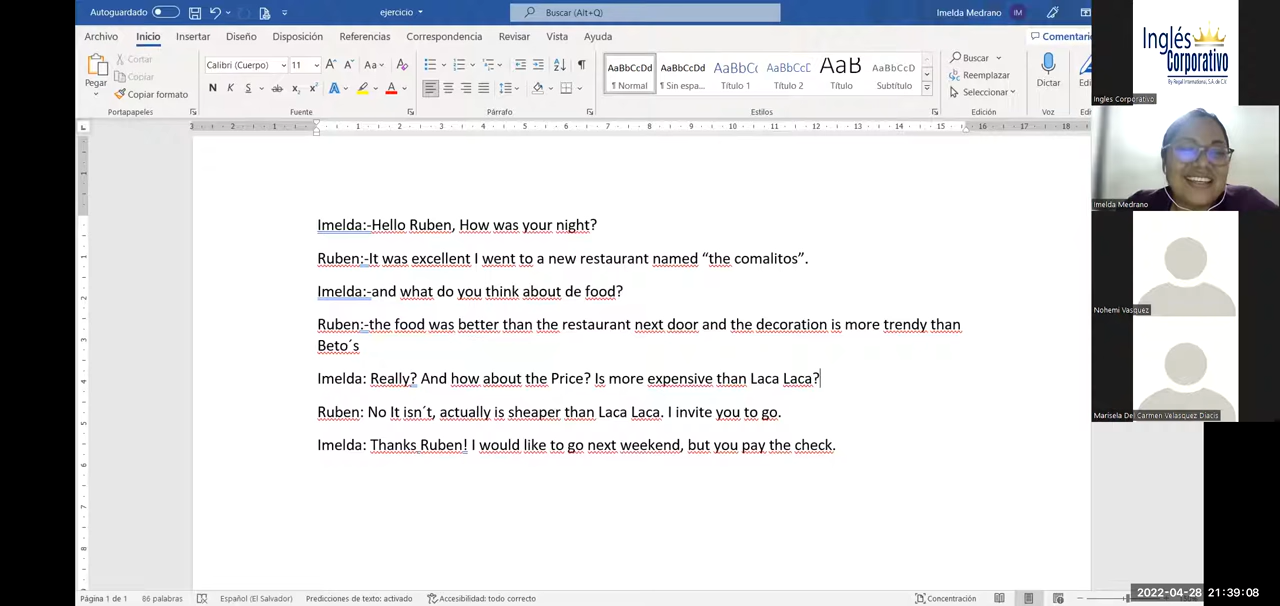 Autoguardado
ejercicio
Buscar (Alt+Q)
Imelda Medrano
IM
Archivo Inicio Insertar Diseño Disposición Referencias Correspondencia Revisar Vista Ayuda
Pegar
Cortar
Copiar
Copiar formato
Portapapeles
Calibri (Cuerpo) 11
Fuente
Párrafo
AaBbCcDd
¶ Normal
AaBbCcDd
¶ Sin espa...
AaBbCc
Título 1
AaBbCcC
Título 2
AaB
Título
AaBbCcD
Subtítulo
Estilos
Buscar
Reemplazar
Seleccionar
Dictar
Voz
Imelda:-Hello Ruben, How was your night?
Ruben:-It was excellent I went to a new restaurant named “the comalitos”.
Imelda:-and what do you think about de food?
Ruben:-the food was better than the restaurant next door and the decoration is more trendy than
Beto´s
Imelda: Really? And how about the Price? Is more expensive than Laca Laca?
Ruben: No It isn´t, actually is sheaper than Laca Laca. I invite you to go.
Imelda: Thanks Ruben! I would like to go next weekend, but you pay the check.
Página 1 de 1
86 palabras
Español (El Salvador)
Predicciones de texto: activado
Accesibilidad: todo correcto
Concentración
Inglés
Corporativo
By Regal International, S.A. de C.V.
Ingles Corporativo
Imelda Medrano
Nohemi Vasquez
Marisela Del Carmen Velasquez Diacis
2022-04-28 21:39:08